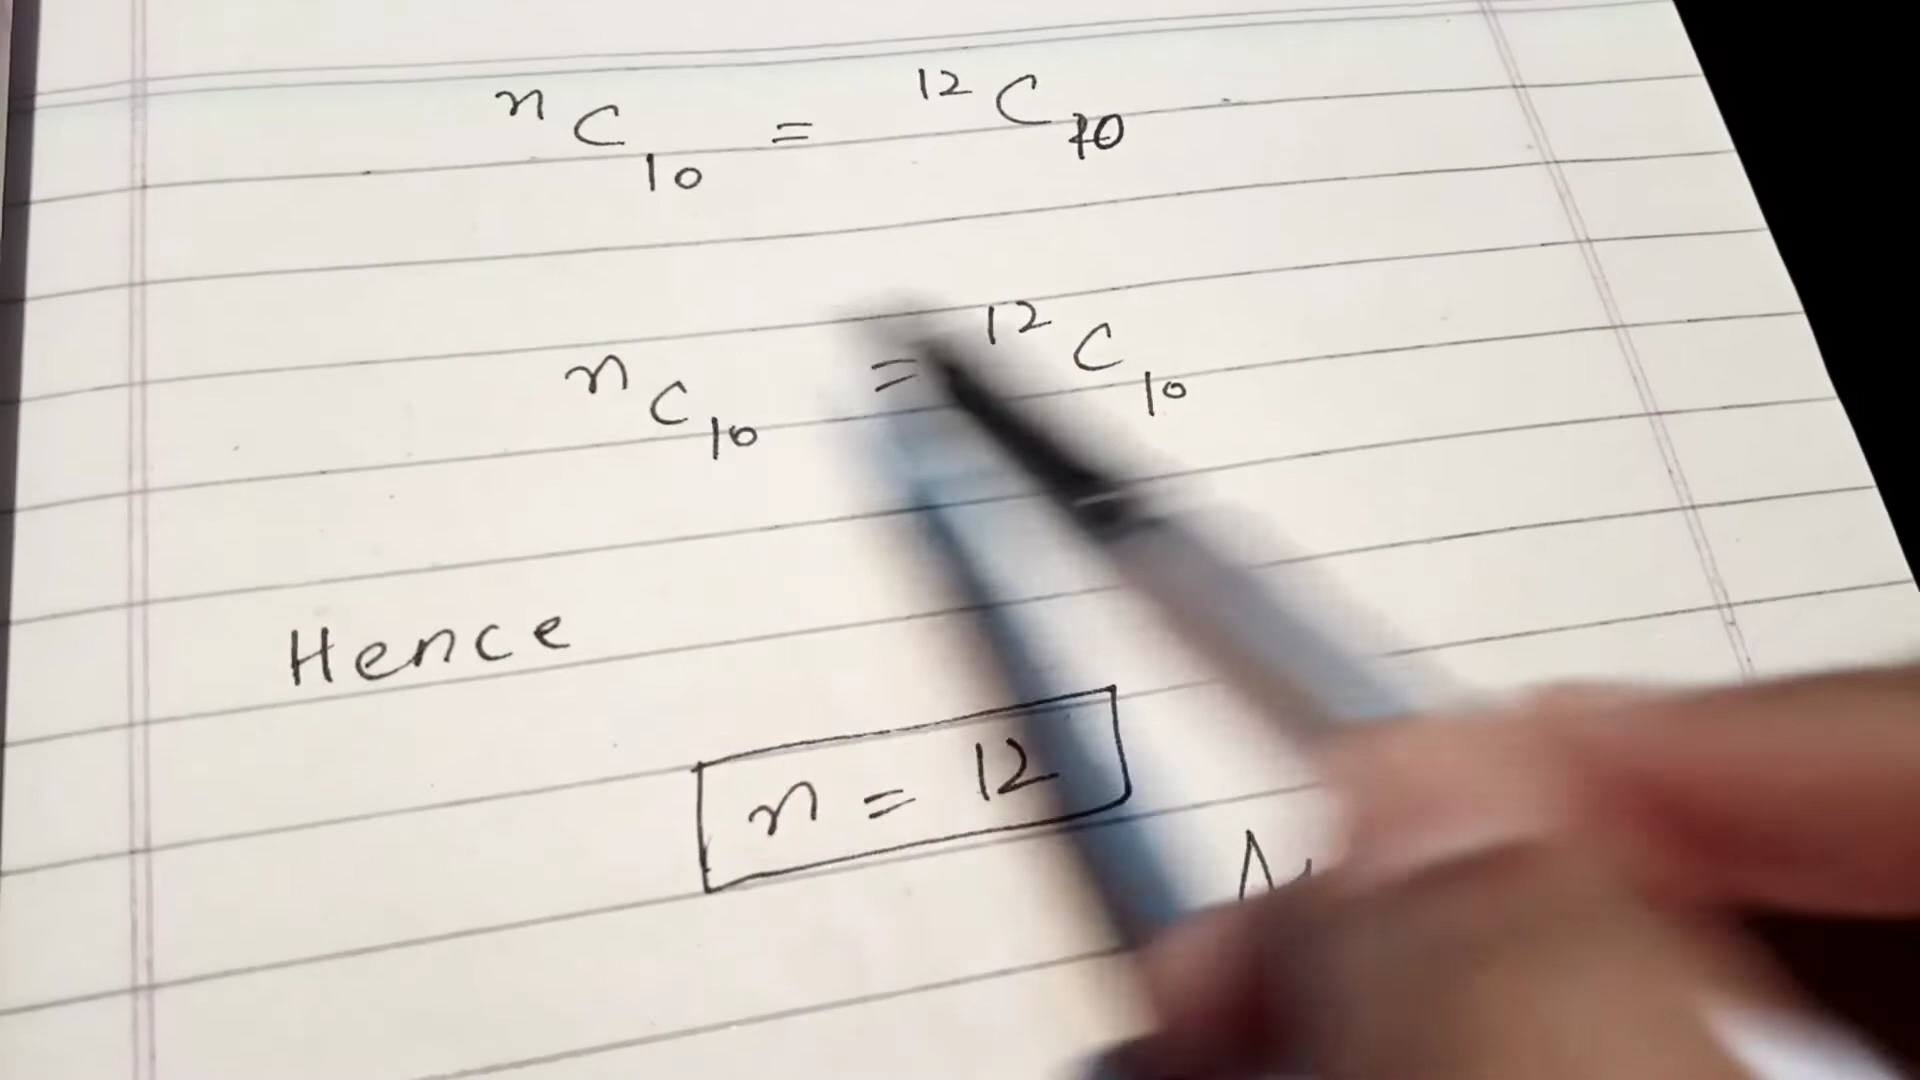 ⁿC₁₀ = ¹²C₁₀
ⁿC₁₀ = ¹²C₁₀
Hence
n = 12